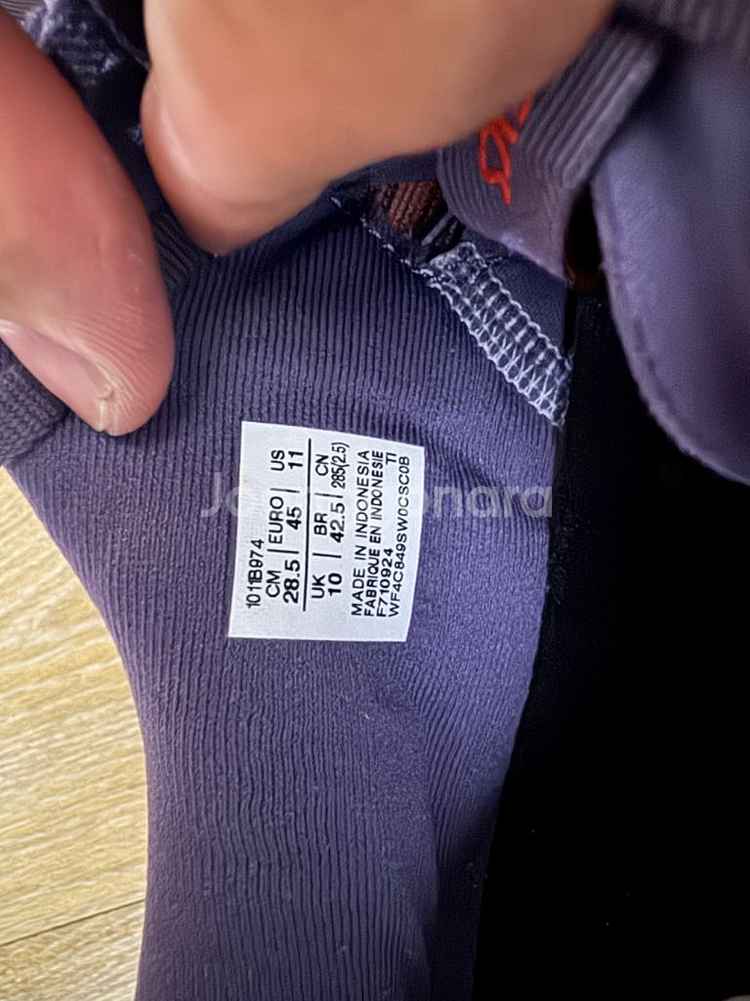 1011B974
CM | EURO | US
28.5 | 45 | 11
UK | BR | CN
10 | 42.5 | 285(2.5)
MADE IN INDONESIA
FABRIQUE EN INDONESIE
F710924 TI
WF4C849SW0CSC0B